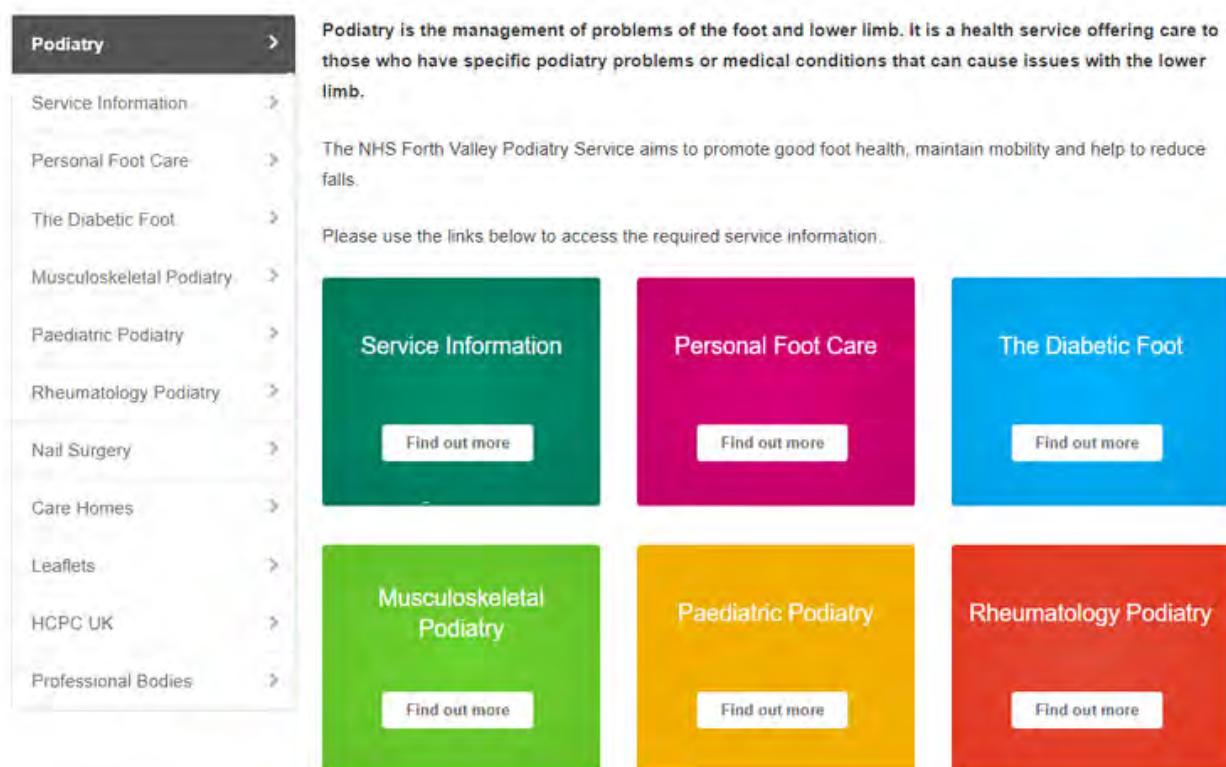 Podiatry
Service Information
Personal Foot Care
The Diabetic Foot
Musculoskeletal Podiatry
Paediatric Podiatry
Rheumatology Podiatry
Nail Surgery
Care Homes
Leaflets
HCPC UK
Professional Bodies
Podiatry is the management of problems of the foot and lower limb. It is a health service offering care to
those who have specific podiatry problems or medical conditions that can cause issues with the lower
limb.
The NHS Forth Valley Podiatry Service aims to promote good foot health, maintain mobility and help to reduce
falls.
Please use the links below to access the required service information.
Service Information
Find out more
Personal Foot Care
Find out more
The Diabetic Foot
Find out more
Musculoskeletal
Podiatry
Find out more
Paediatric Podiatry
Find out more
Rheumatology Podiatry
Find out more